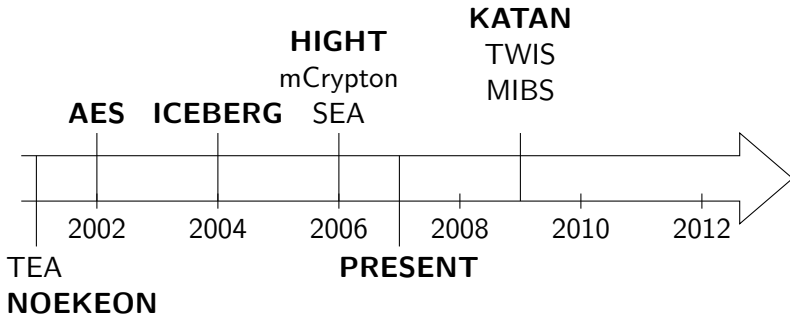 KATAN
HIGHT
TWIS
mCrypton
MIBS
AES
ICEBERG
SEA
2002
2004
2006
2008
2010
2012
TEA
PRESENT
NOEKEON